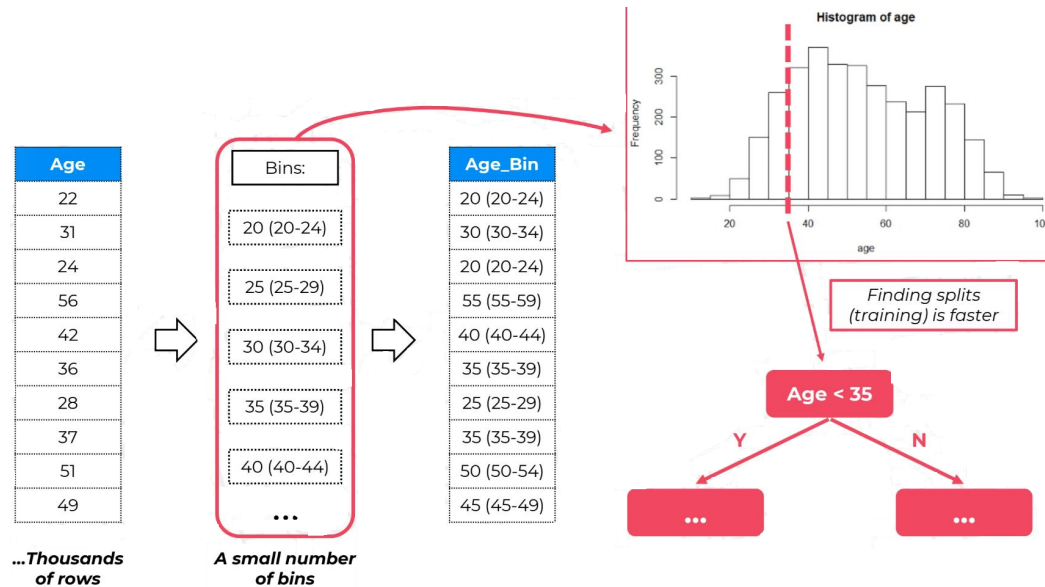 Age
22
31
24
56
42
36
28
37
51
49
...Thousands
of rows
Bins:
20 (20-24)
25 (25-29)
30 (30-34)
35 (35-39)
40 (40-44)
...
A small number
of bins
Age_Bin
20 (20-24)
30 (30-34)
20 (20-24)
55 (55-59)
40 (40-44)
35 (35-39)
25 (25-29)
35 (35-39)
50 (50-54)
45 (45-49)
Histogram of age
Frequency
300
200
100
0
20
40
60
80
10
age
Finding splits
(training) is faster
Age < 35
Y
N
...
...